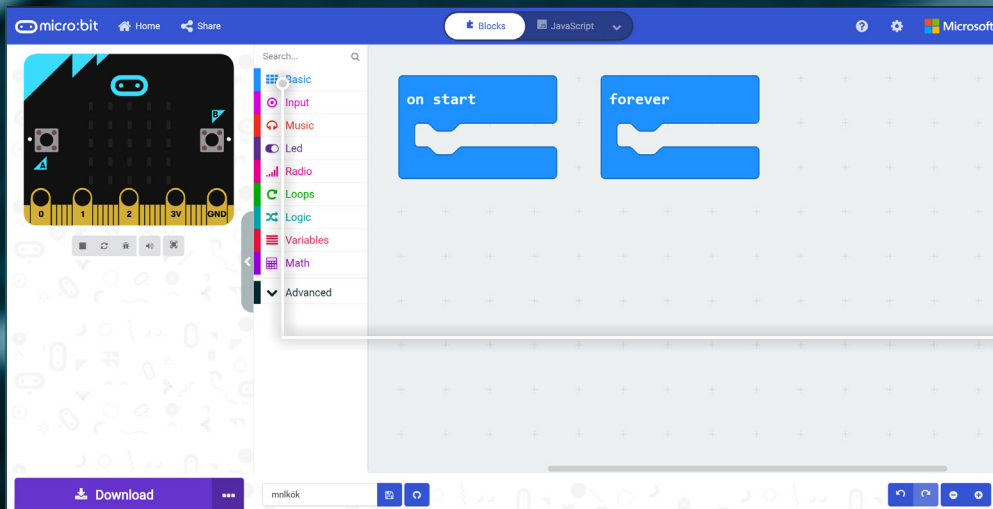 micro:bit Home Share Blocks JavaScript Microsoft
Search...
Basic
Input
Music
Led
Radio
Loops
Logic
Variables
Math
Advanced
B
A
0 1 2 3V GND
on start
forever
Download
mnlkök